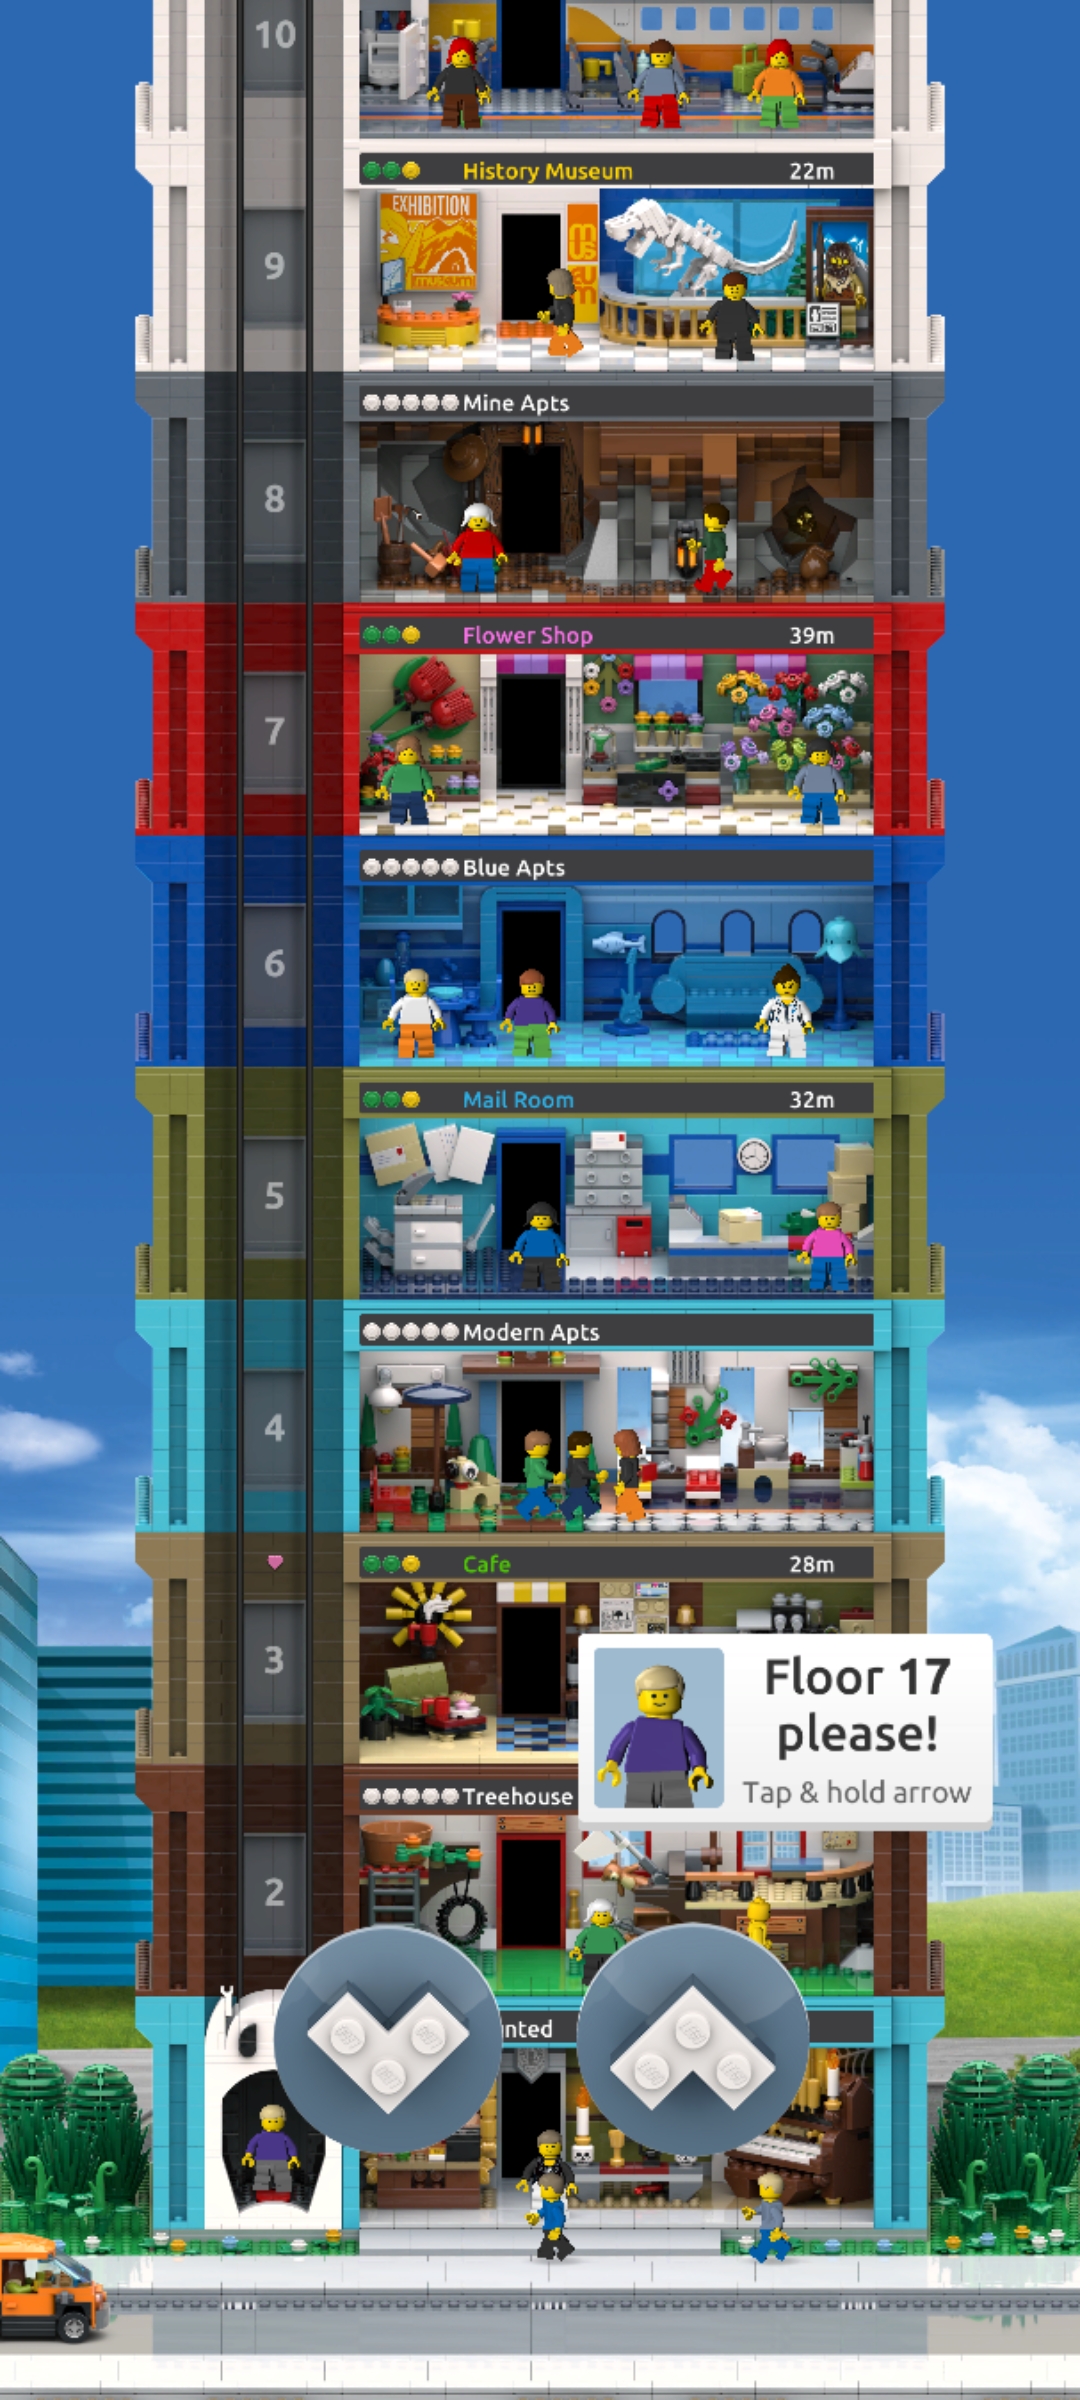 10
History Museum 22m
EXHIBITION
museum
9
Mine Apts
8
Flower Shop 39m
7
Blue Apts
6
Mail Room 32m
5
Modern Apts
4
Cafe 28m
3
Floor 17
please!
Tap & hold arrow
Treehouse
2
nted